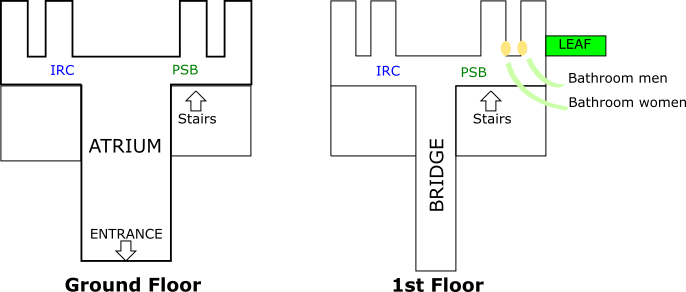 IRC
PSB
Stairs
ATRIUM
ENTRANCE
Ground Floor
LEAF
IRC
PSB
Bathroom men
Bathroom women
Stairs
BRIDGE
1st Floor